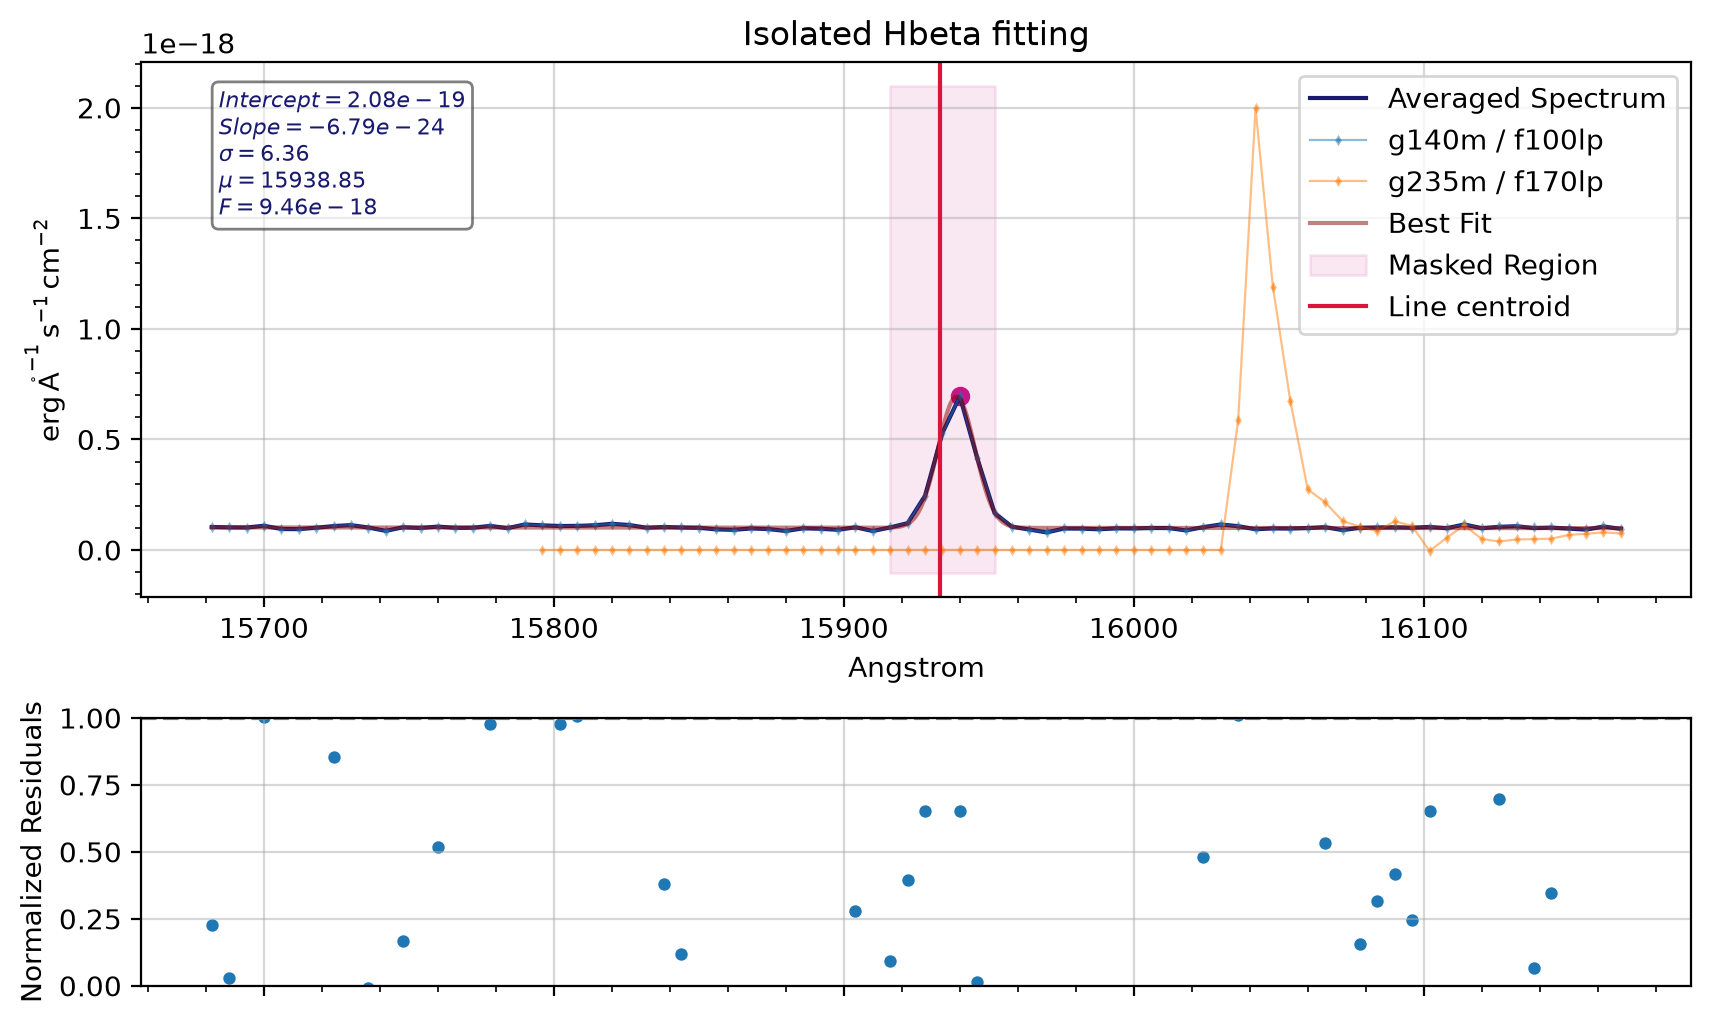 Isolated Hbeta fitting
1e−18
erg Å⁻¹ s⁻¹ cm⁻²
2.0
1.5
1.0
0.5
0.0
Intercept = 2.08e − 19
Slope = −6.79e − 24
σ = 6.36
μ = 15938.85
F = 9.46e − 18
Averaged Spectrum
g140m / f100lp
g235m / f170lp
Best Fit
Masked Region
Line centroid
15700 15800 15900 16000 16100
Angstrom
Normalized Residuals
1.00
0.75
0.50
0.25
0.00